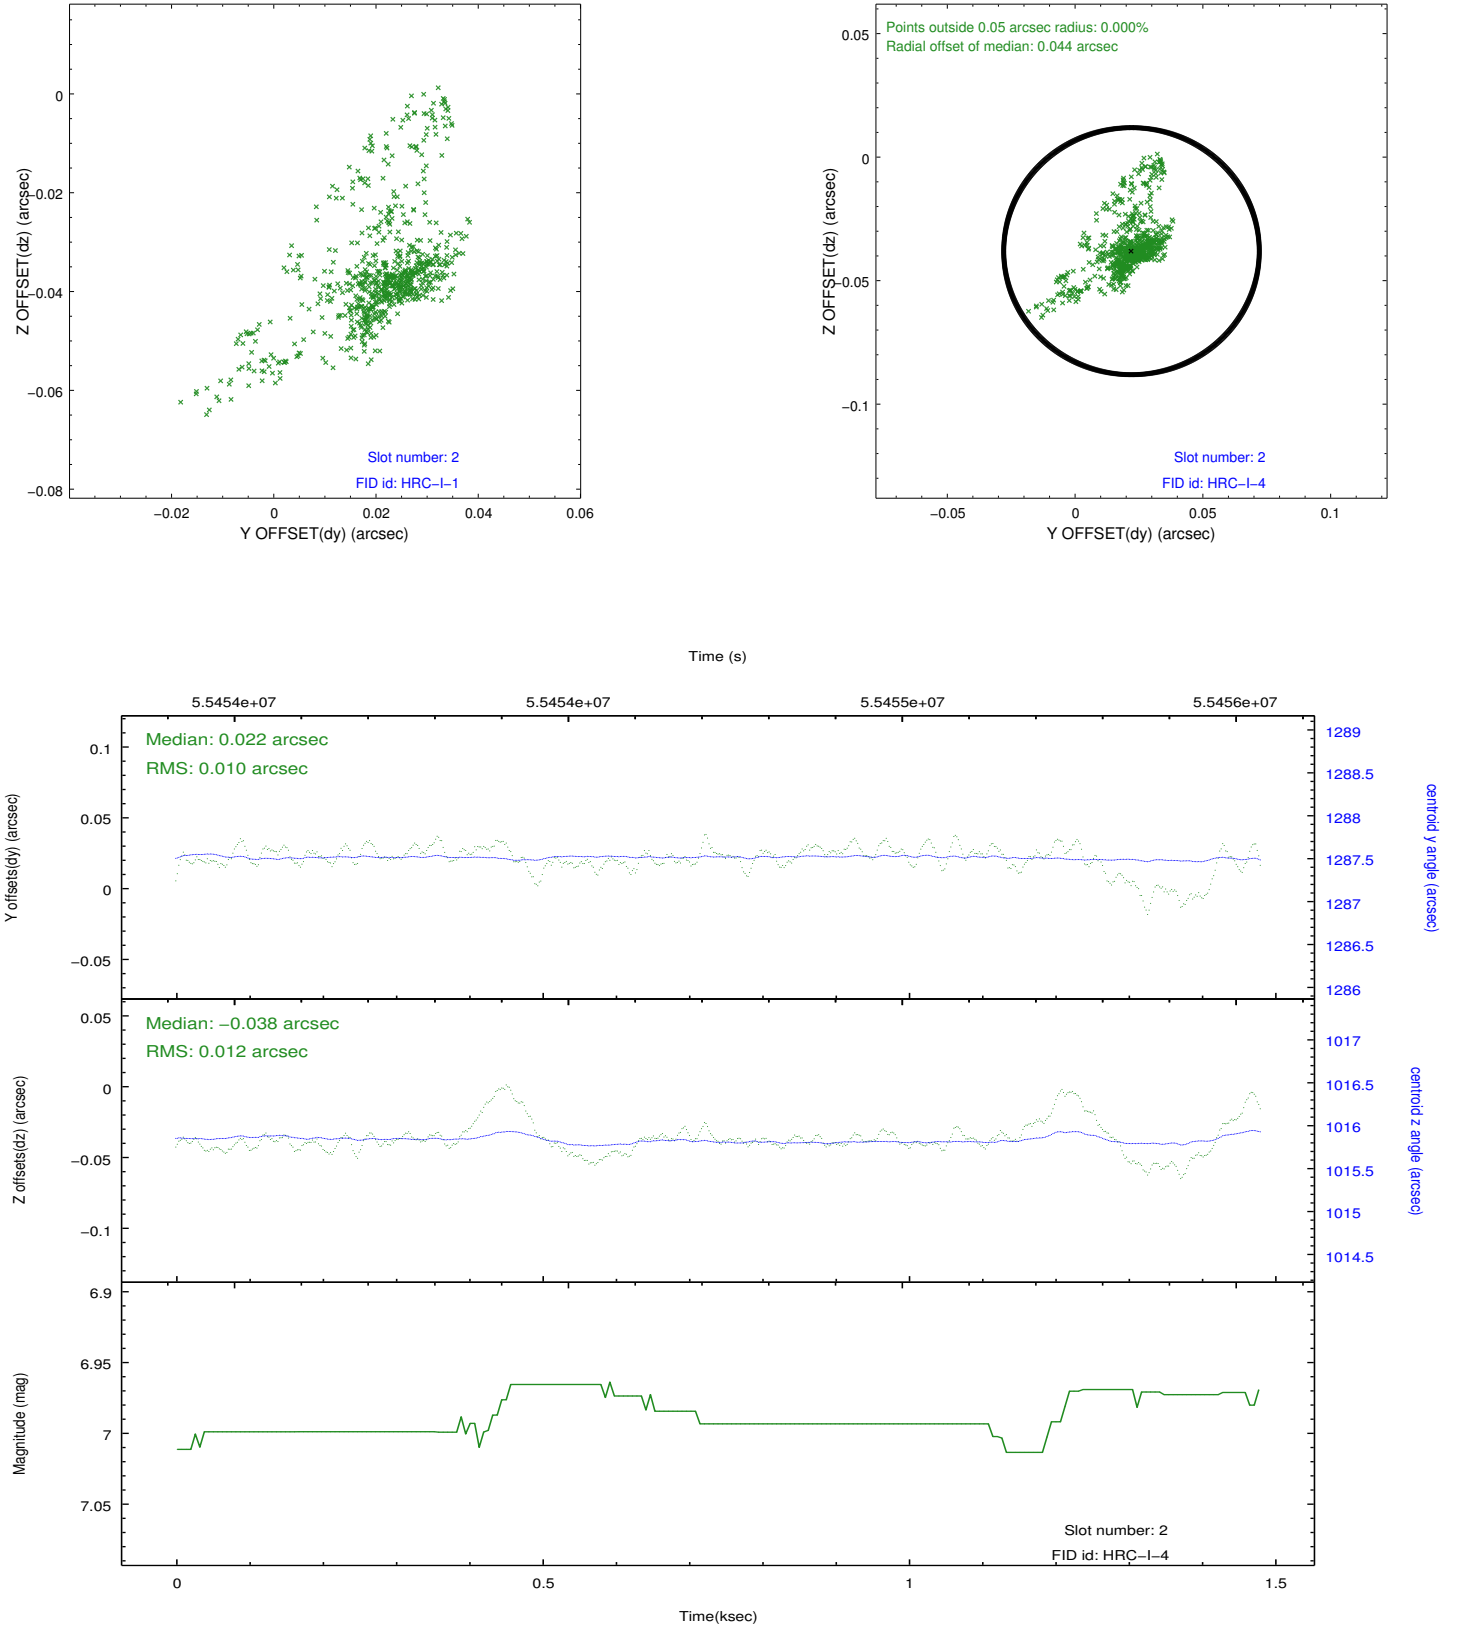 0
−0.02
−0.04
−0.06
−0.08
Z OFFSET(dz) (arcsec)
Slot number: 2
FID id: HRC−I−1
−0.02 0 0.02 0.04 0.06
Y OFFSET(dy) (arcsec)
Points outside 0.05 arcsec radius: 0.000%
Radial offset of median: 0.044 arcsec
0.05
0
−0.05
−0.1
Z OFFSET(dz) (arcsec)
Slot number: 2
FID id: HRC−I−4
−0.05 0 0.05 0.1
Y OFFSET(dy) (arcsec)
Time (s)
5.5454e+07 5.5454e+07 5.5455e+07 5.5456e+07
Median: 0.022 arcsec
RMS: 0.010 arcsec
0.1
0.05
0
−0.05
Y offsets(dy) (arcsec)
1289
1288.5
1288
1287.5
1287
1286.5
1286
centroid y angle (arcsec)
Median: −0.038 arcsec
RMS: 0.012 arcsec
0.05
0
−0.05
−0.1
Z offsets(dz) (arcsec)
1017
1016.5
1016
1015.5
1015
1014.5
centroid z angle (arcsec)
6.9
6.95
7
7.05
Magnitude (mag)
Slot number: 2
FID id: HRC−I−4
0 0.5 1 1.5
Time(ksec)